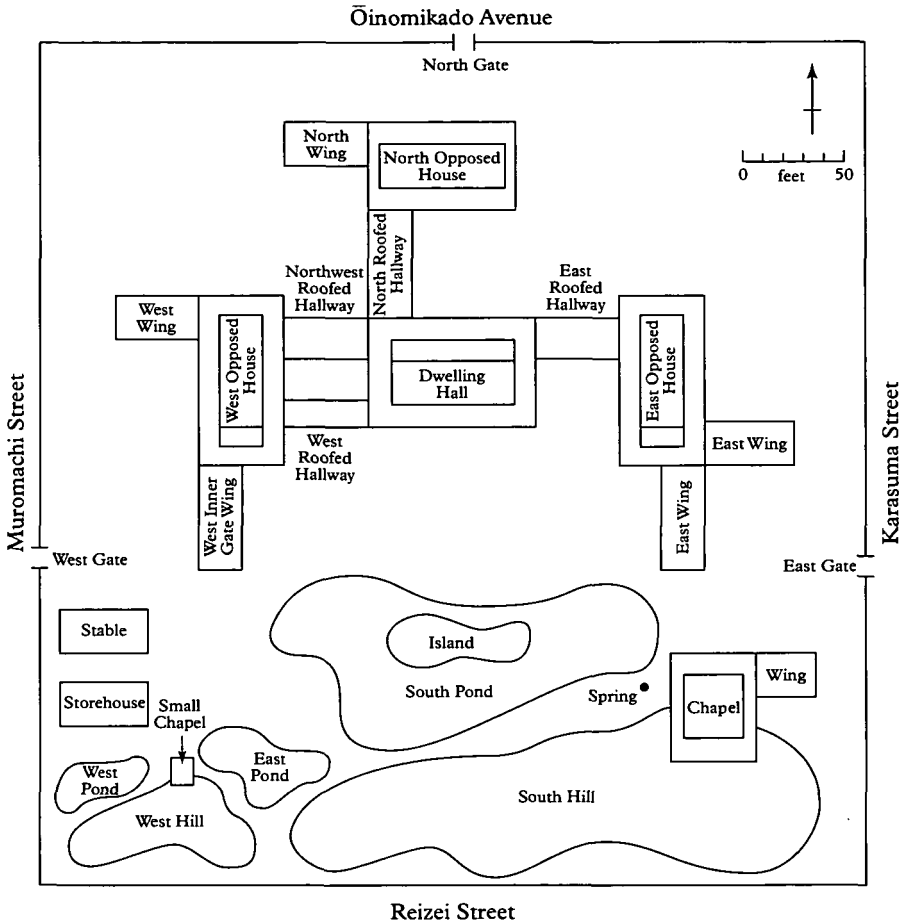 Ōinomikado Avenue
North Gate
0 feet 50
North
Wing
North Opposed
House
North Roofed
Hallway
Northwest
Roofed
Hallway
East
Roofed
Hallway
West
Wing
West Opposed
House
Dwelling
Hall
East Opposed
House
West
Roofed
Hallway
East Wing
Muromachi Street
Karasuma Street
West Inner
Gate Wing
East Wing
West Gate
East Gate
Stable
Island
South Pond
Spring
Wing
Chapel
Storehouse
Small
Chapel
West
Pond
East
Pond
West Hill
South Hill
Reizei Street